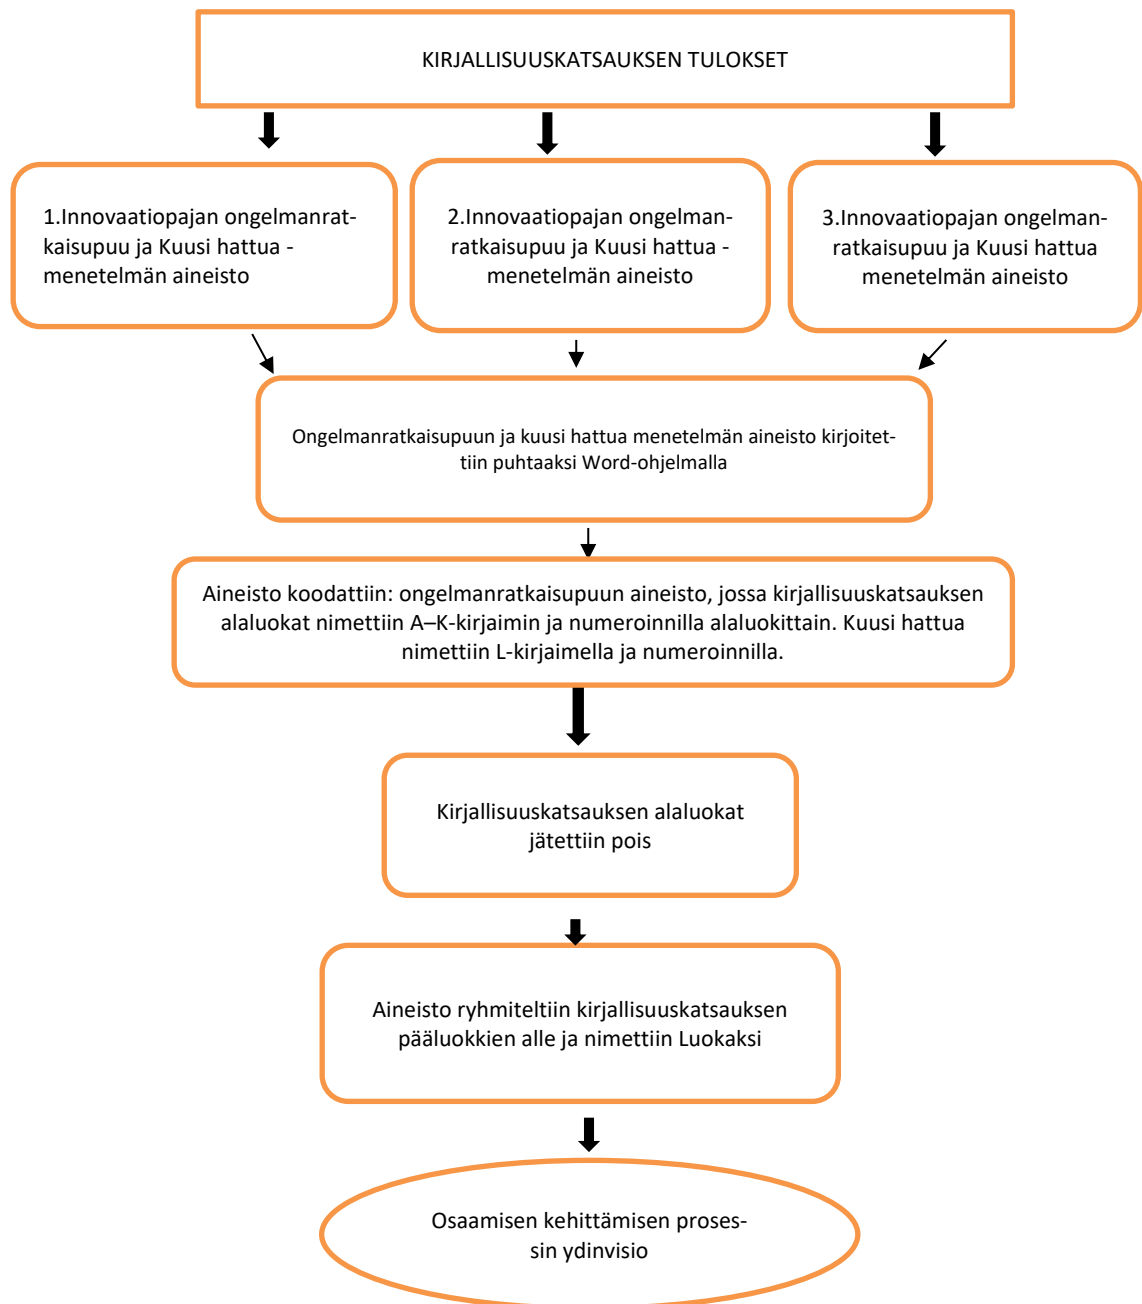 KIRJALLISUUSKATSAUKSEN TULOKSET
1.Innovaatiopajan ongelmanrat-
kaisupuu ja Kuusi hattua -
menetelmän aineisto
2.Innovaatiopajan ongelman-
ratkaisupuu ja Kuusi hattua -
menetelmän aineisto
3.Innovaatiopajan ongelman-
ratkaisupuu ja Kuusi hattua
menetelmän aineisto
Ongelmanratkaisupuun ja kuusi hattua menetelmän aineisto kirjoitet-
tiin puhtaaksi Word-ohjelmalla
Aineisto koodattiin: ongelmanratkaisupuun aineisto, jossa kirjallisuuskatsauksen
alaluokat nimettiin A–K-kirjaimin ja numeroinnilla alaluokittain. Kuusi hattua
nimettiin L-kirjaimella ja numeroinnilla.
Kirjallisuuskatsauksen alaluokat
jätettiin pois
Aineisto ryhmiteltiin kirjallisuuskatsauksen
pääluokkien alle ja nimettiin Luokaksi
Osaamisen kehittämisen proses-
sin ydinvisio